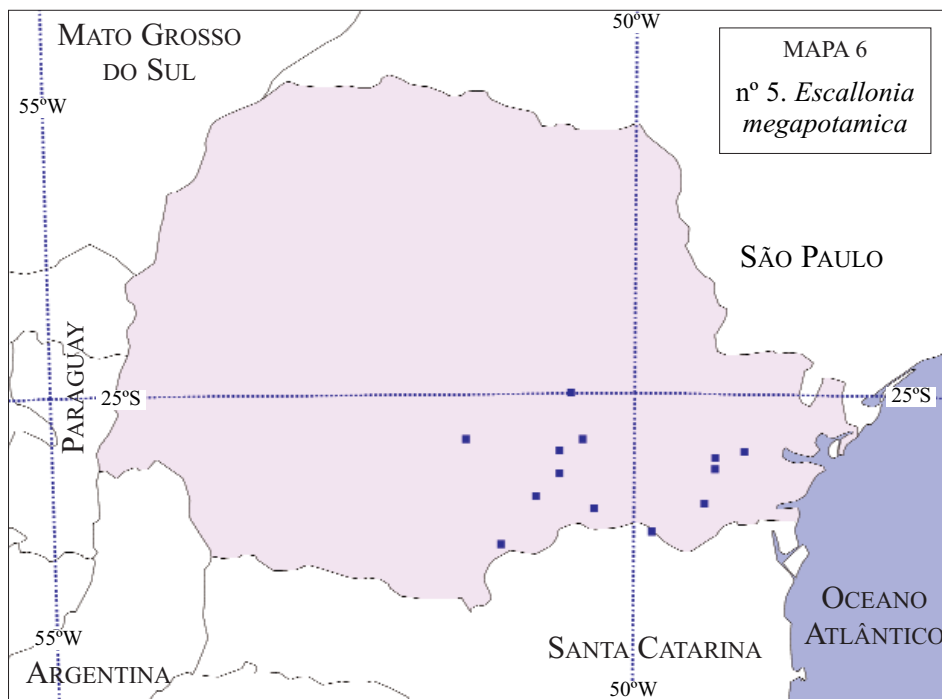 MATO GROSSO
DO SUL
50ºW
MAPA 6
nº 5. Escallonia
megapotamica
55ºW
SÃO PAULO
PARAGUAY
25ºS
25ºS
OCEANO
ATLÂNTICO
55ºW
SANTA CATARINA
ARGENTINA
50ºW